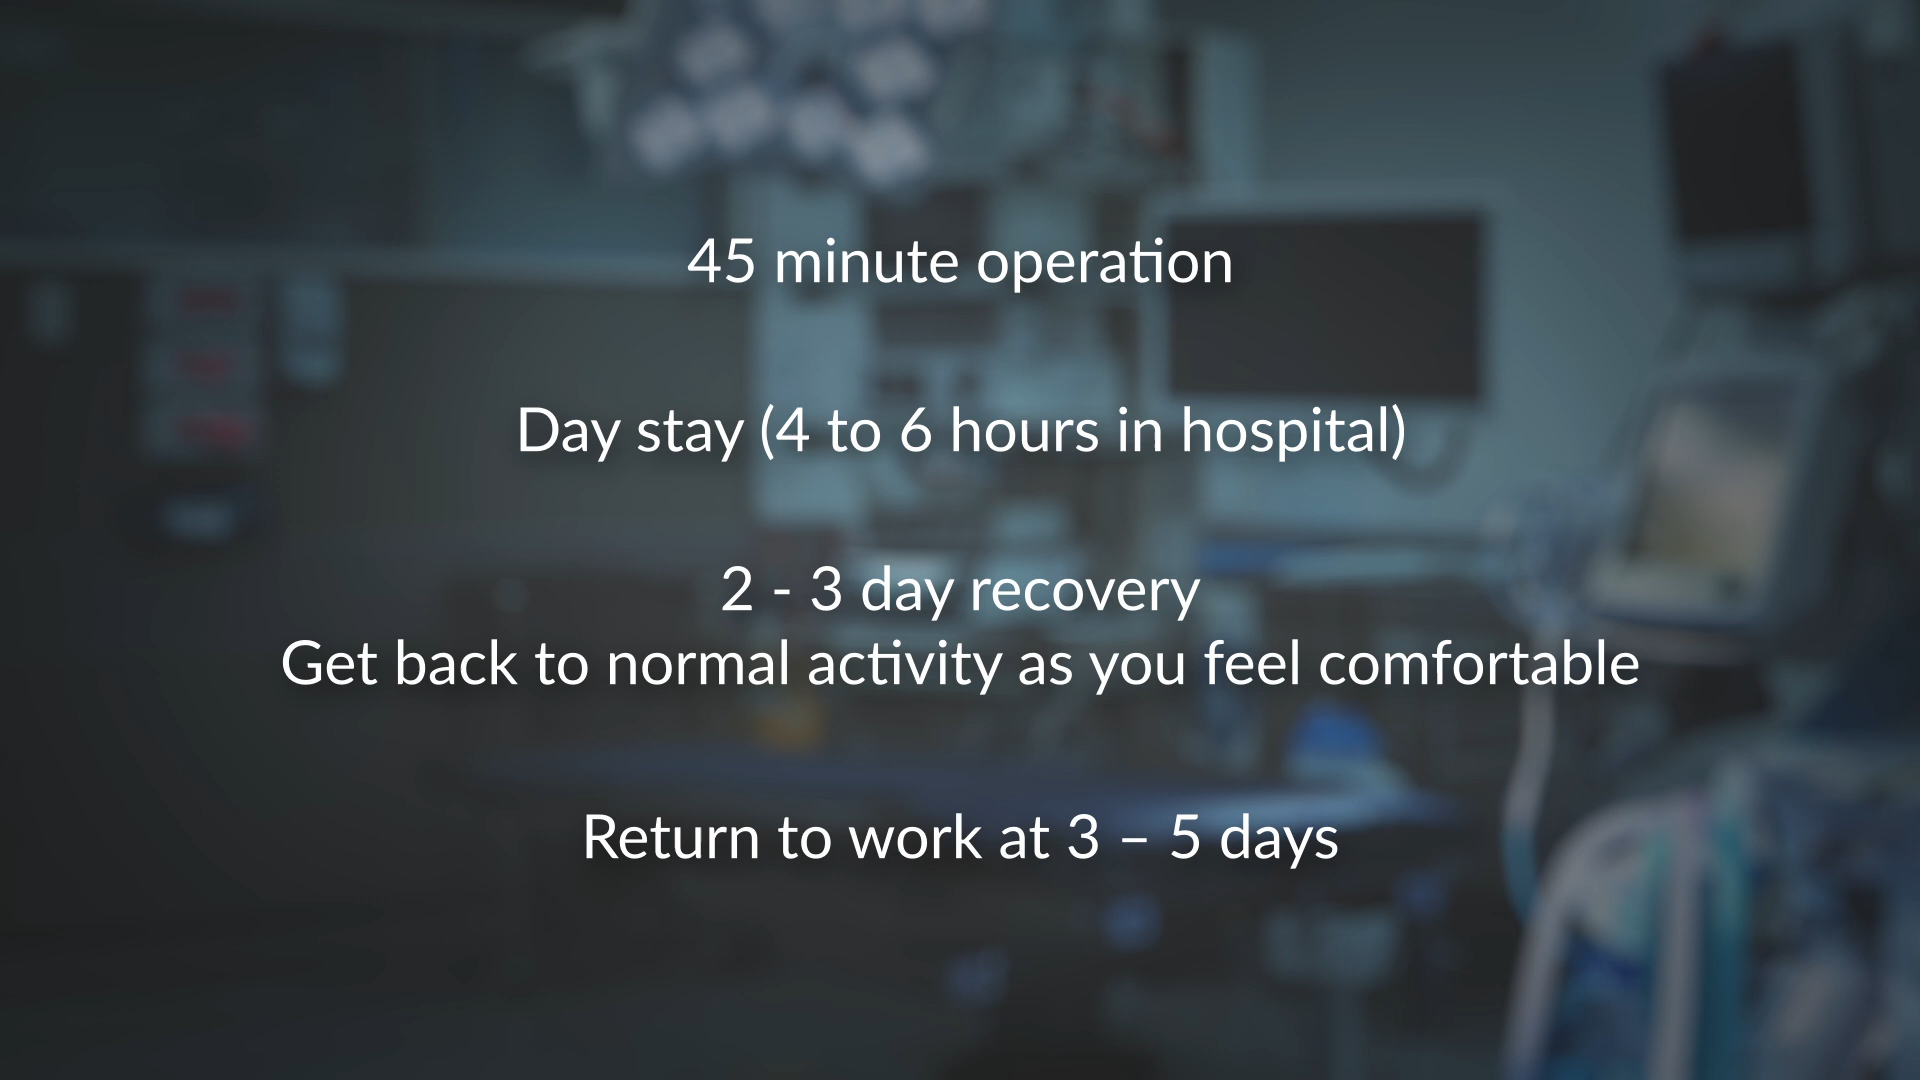 45 minute operation
Day stay (4 to 6 hours in hospital)
2 - 3 day recovery
Get back to normal activity as you feel comfortable
Return to work at 3 – 5 days